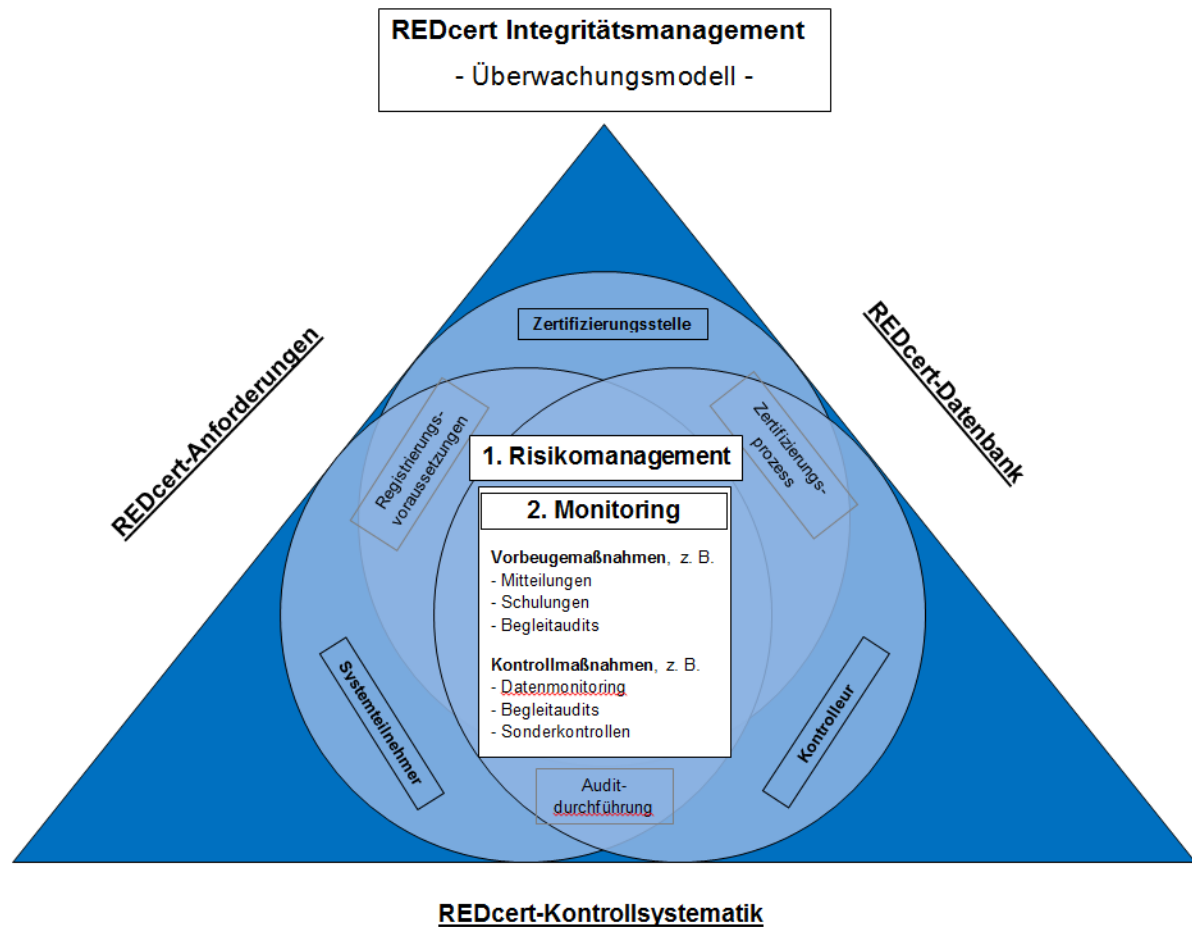 REDcert Integritätsmanagement
- Überwachungsmodell -
Zertifizierungsstelle
REDcert-Anforderungen
REDcert-Datenbank
Registrierungs-
voraussetzungen
Zertifizierungs-
prozess
1. Risikomanagement
2. Monitoring
Vorbeugemaßnahmen, z. B.
- Mitteilungen
- Schulungen
- Begleitaudits
Kontrollmaßnahmen, z. B.
- Datenmonitoring
- Begleitaudits
- Sonderkontrollen
Systemteilnehmer
Kontrolleur
Audit-
durchführung
REDcert-Kontrollsystematik